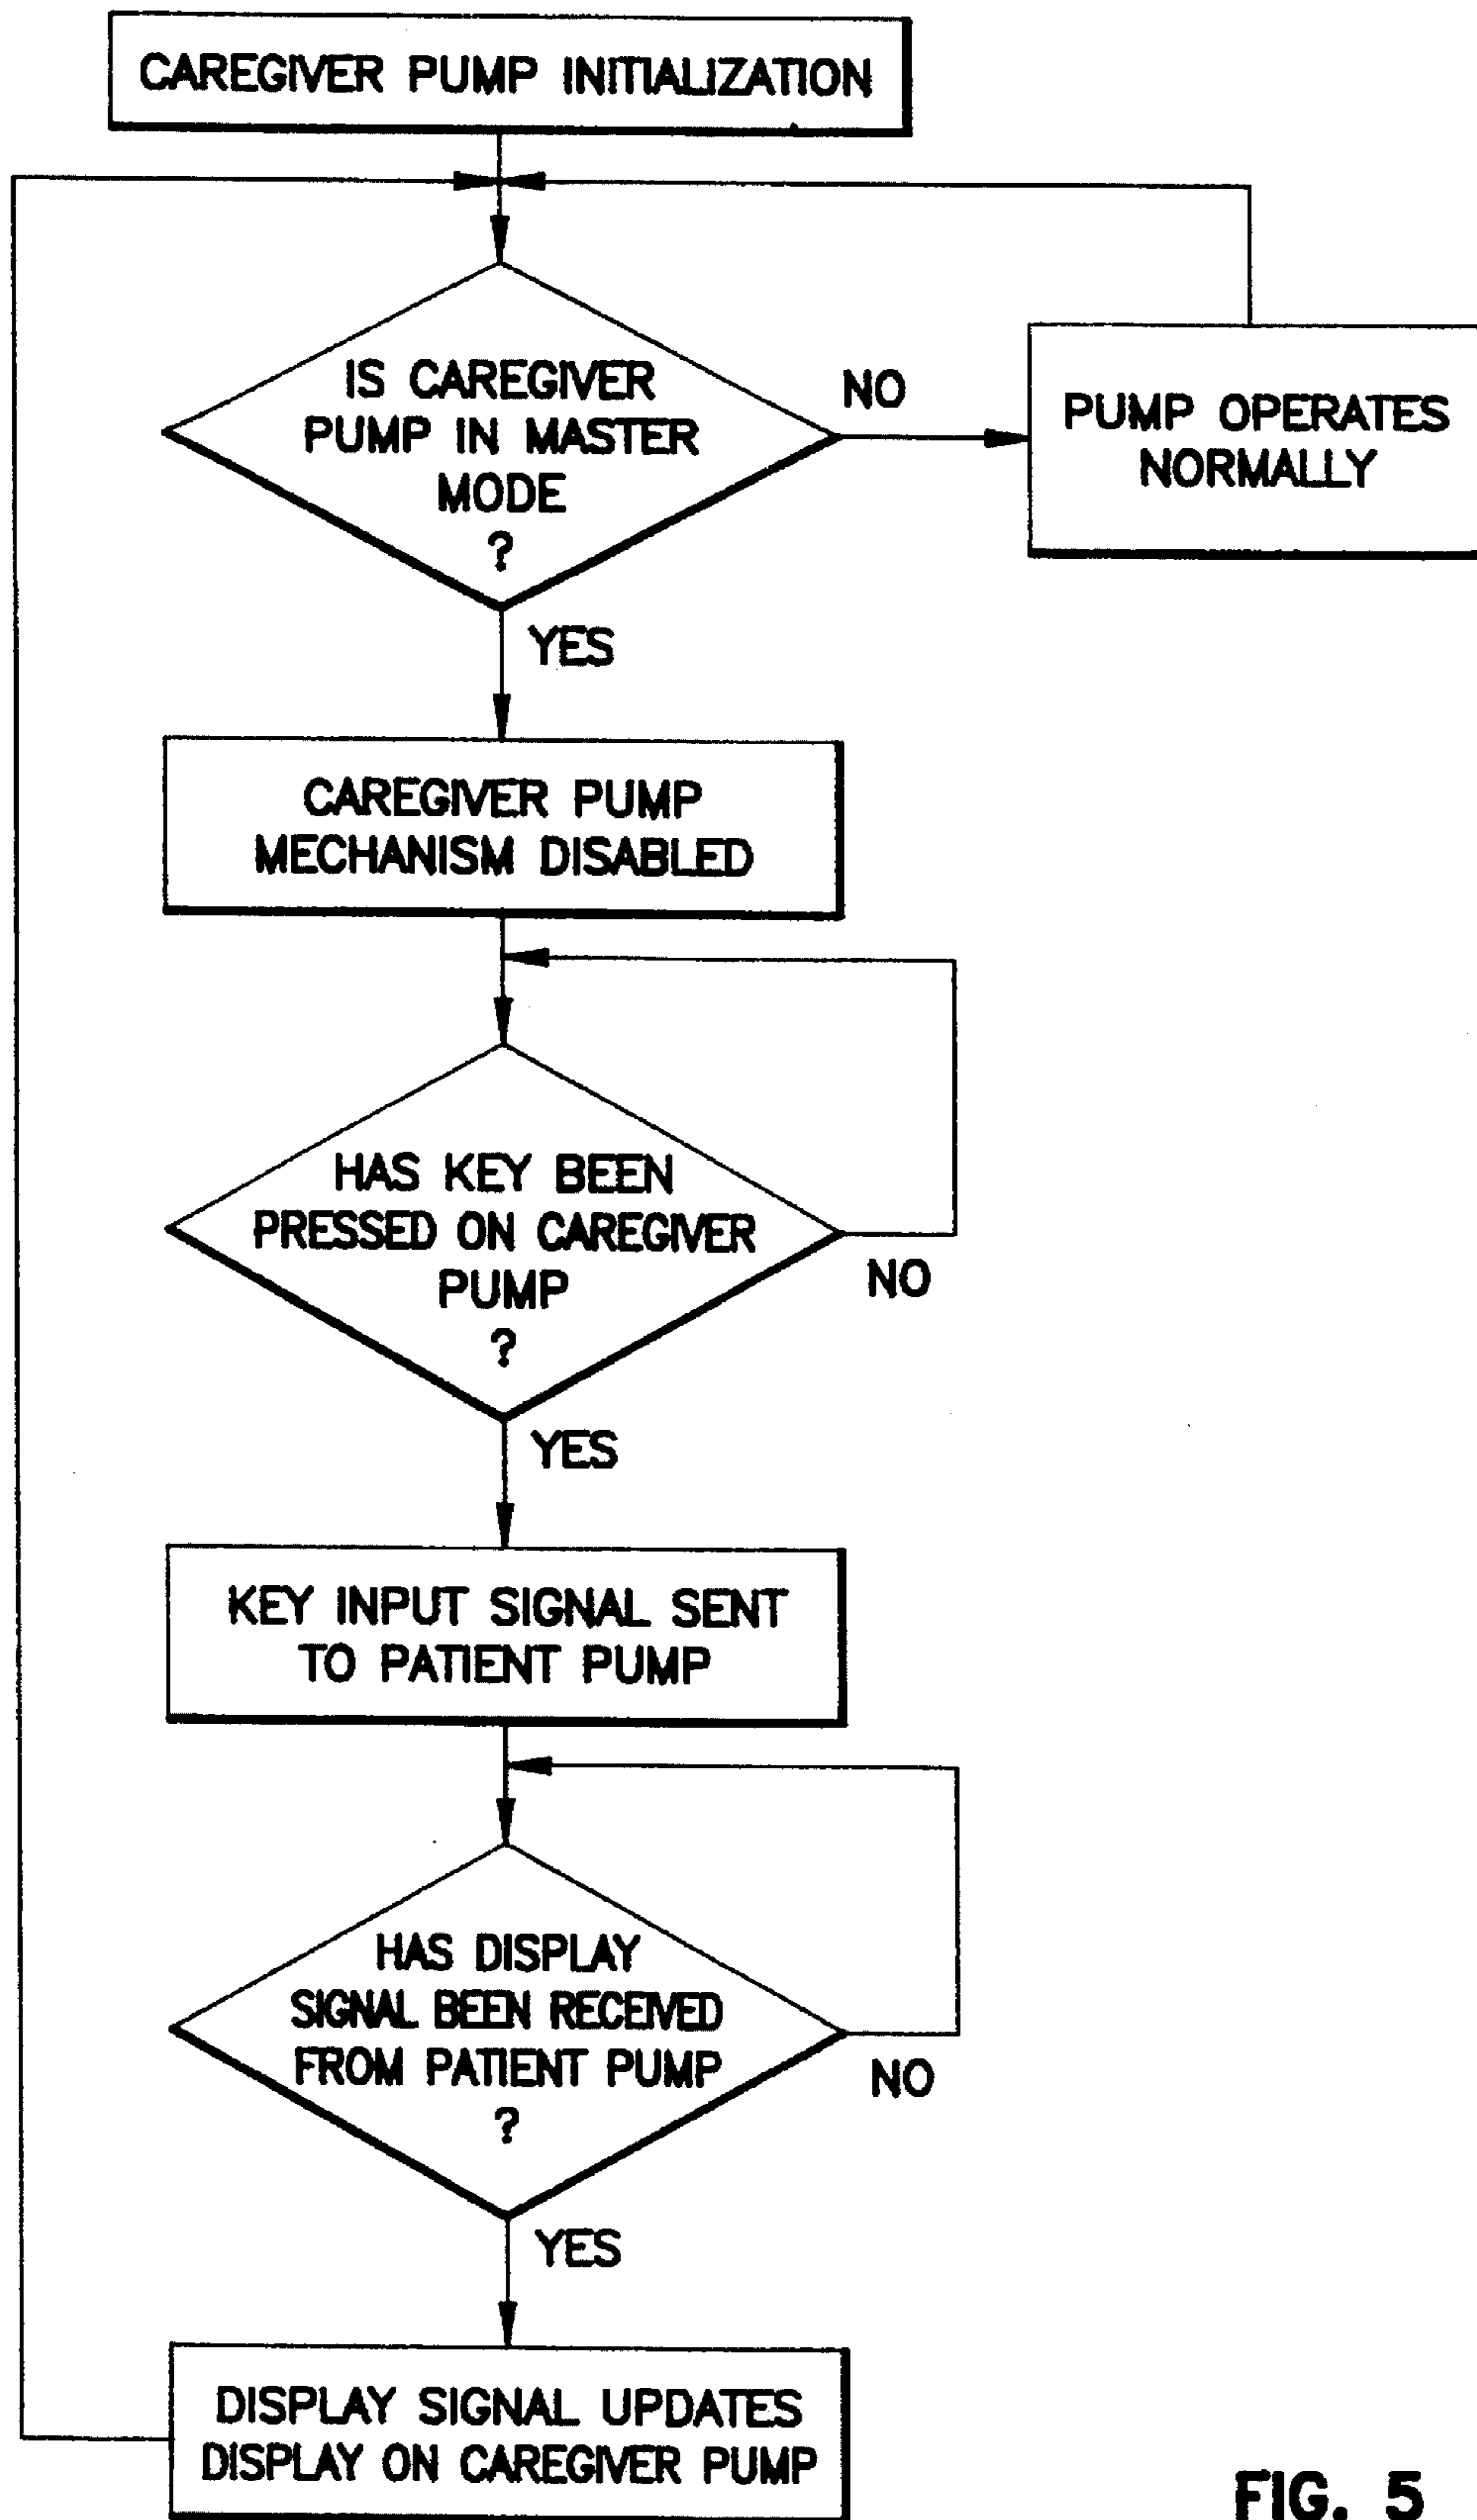 CAREGIVER PUMP INITIALIZATION
IS CAREGIVER
PUMP IN MASTER
MODE
?
NO
PUMP OPERATES
NORMALLY
YES
CAREGIVER PUMP
MECHANISM DISABLED
HAS KEY BEEN
PRESSED ON CAREGIVER
PUMP
?
NO
YES
KEY INPUT SIGNAL SENT
TO PATIENT PUMP
HAS DISPLAY
SIGNAL BEEN RECEIVED
FROM PATIENT PUMP
?
NO
YES
DISPLAY SIGNAL UPDATES
DISPLAY ON CAREGIVER PUMP
FIG. 5